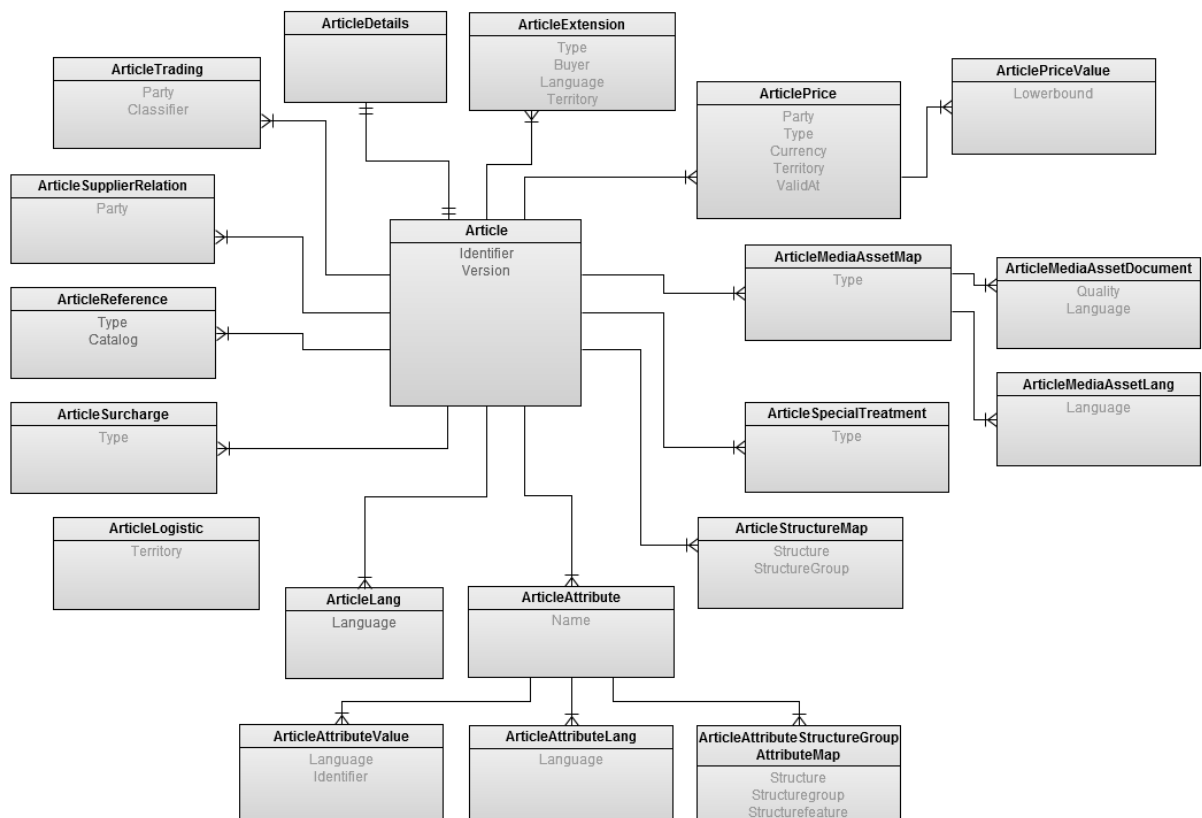 ArticleDetails
ArticleExtension
Type
Buyer
Language
Territory
ArticleTrading
Party
Classifier
ArticlePrice
Party
Type
Currency
Territory
ValidAt
ArticlePriceValue
Lowerbound
ArticleSupplierRelation
Party
Article
Identifier
Version
ArticleMediaAssetMap
Type
ArticleMediaAssetDocument
Quality
Language
ArticleReference
Type
Catalog
ArticleMediaAssetLang
Language
ArticleSurcharge
Type
ArticleSpecialTreatment
Type
ArticleLogistic
Territory
ArticleStructureMap
Structure
StructureGroup
ArticleLang
Language
ArticleAttribute
Name
ArticleAttributeValue
Language
Identifier
ArticleAttributeLang
Language
ArticleAttributeStructureGroup
AttributeMap
Structure
Structuregroup
Structurefeature